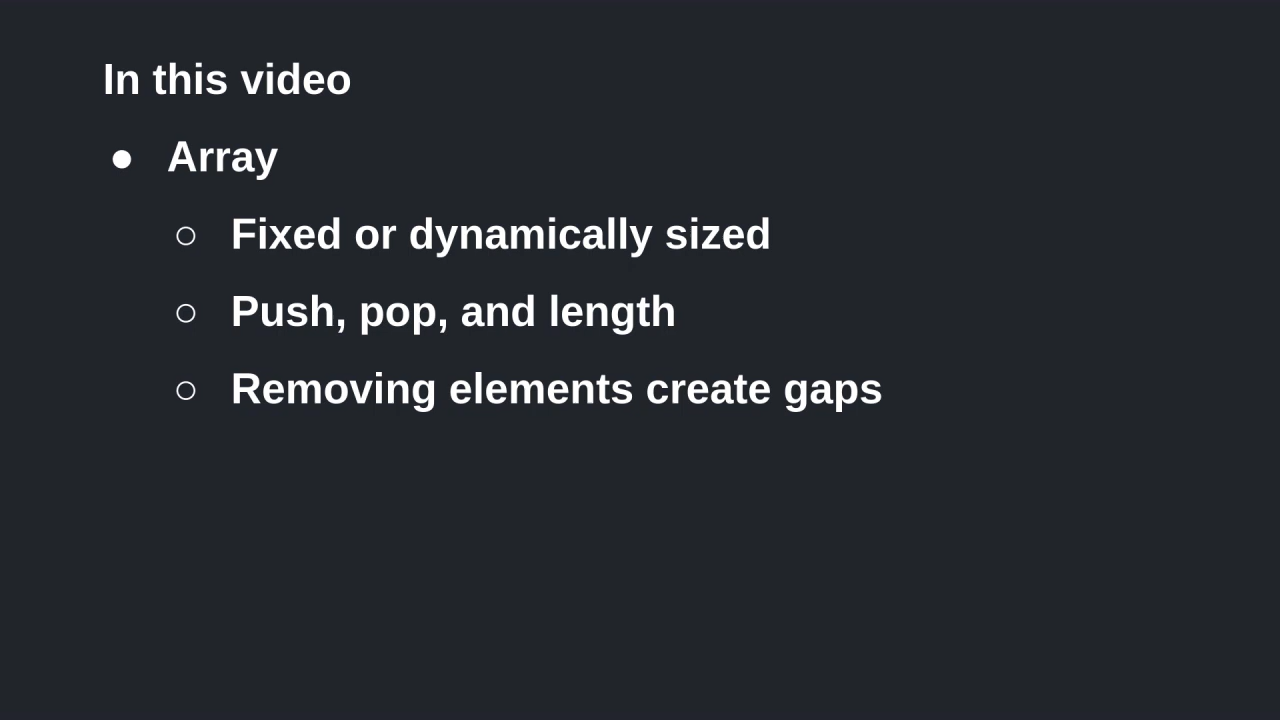 In this video
● Array
○ Fixed or dynamically sized
○ Push, pop, and length
○ Removing elements create gaps